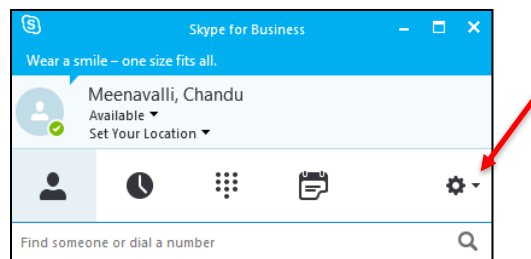 Skype for Business
Wear a smile – one size fits all.
Meenavalli, Chandu
Available
Set Your Location
Find someone or dial a number